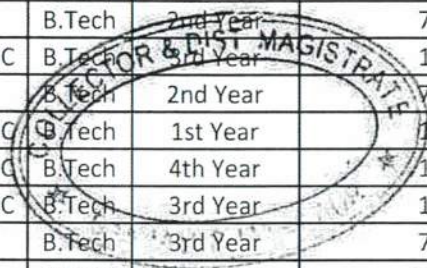 B.Tech 2nd Year 7
C B.Tech 3rd Year 1
B.Tech 2nd Year 7
C B.Tech 1st Year 1
C B.Tech 4th Year 1
C B.Tech 3rd Year 1
B.Tech 3rd Year 7
COLLECTOR & DIST MAGISTRATE